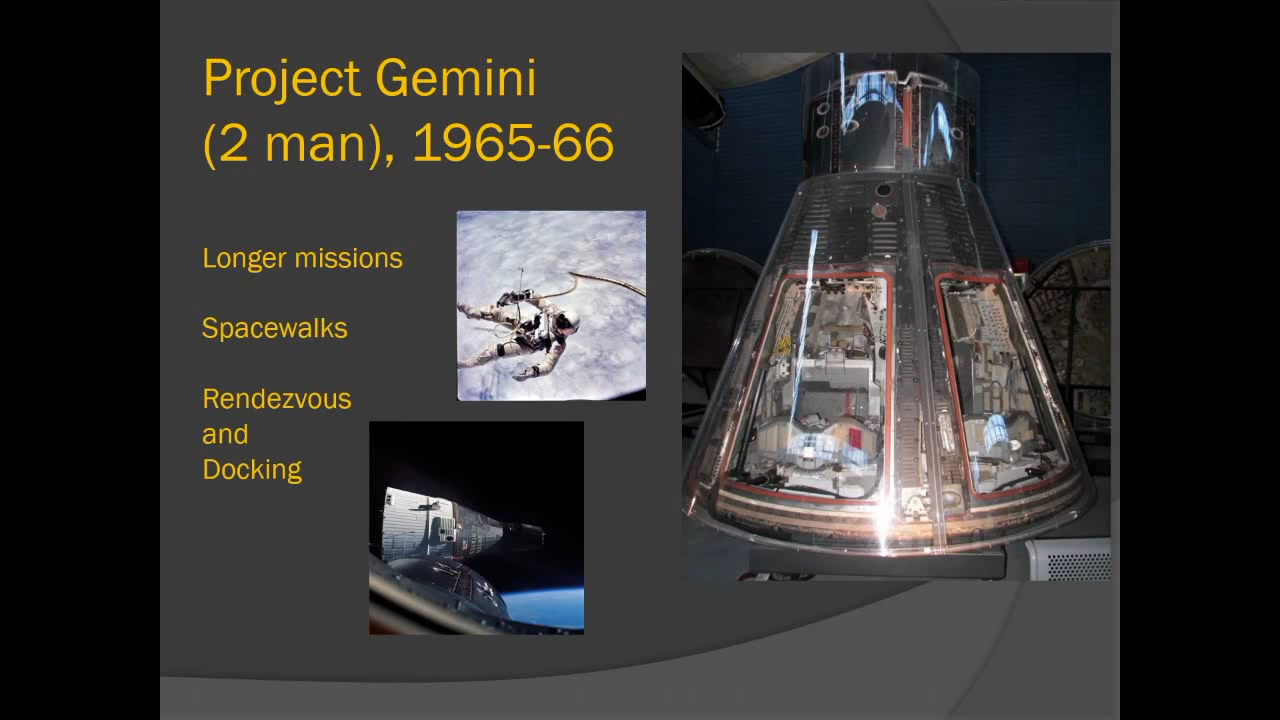 Project Gemini
(2 man), 1965-66
Longer missions
Spacewalks
Rendezvous
and
Docking